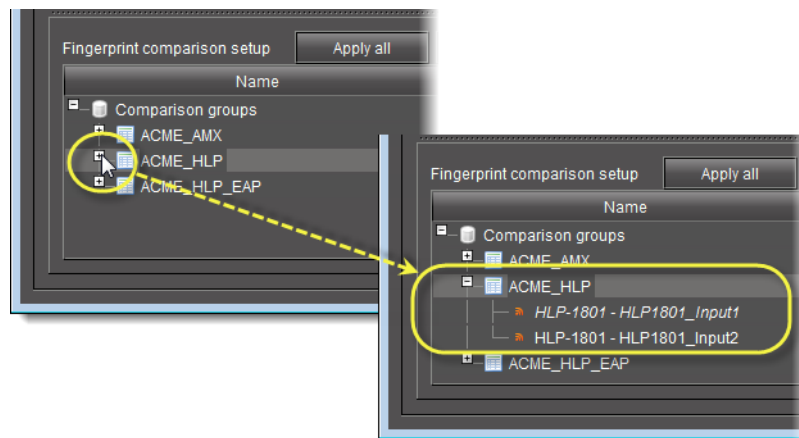 Fingerprint comparison setup Apply all
Name
Comparison groups
ACME_AMX
ACME_HLP
ACME_HLP_EAP
Fingerprint comparison setup Apply all
Name
Comparison groups
ACME_AMX
ACME_HLP
HLP-1801 - HLP1801_Input1
HLP-1801 - HLP1801_Input2
ACME_HLP_EAP